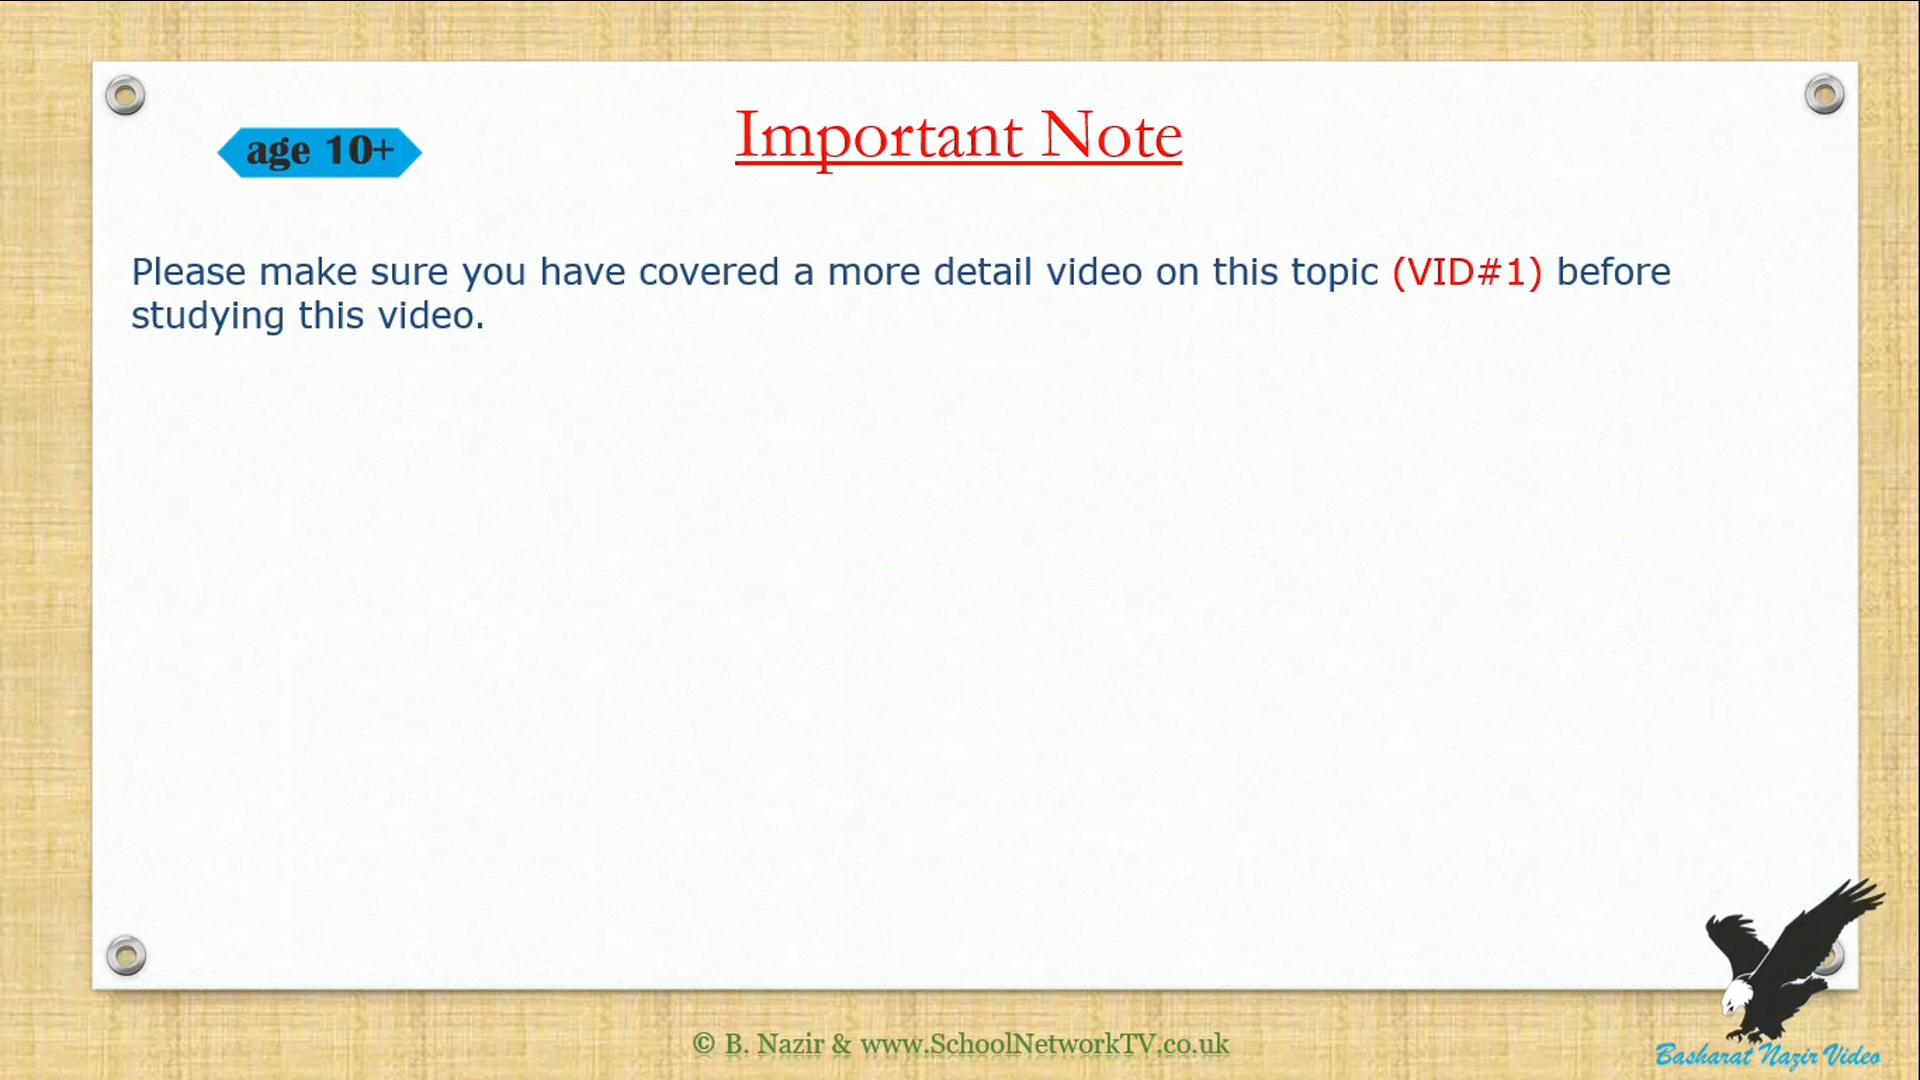 age 10+
Important Note
Please make sure you have covered a more detail video on this topic (VID#1) before
studying this video.
© B. Nazir & www.SchoolNetworkTV.co.uk
Basharat Nazir Video